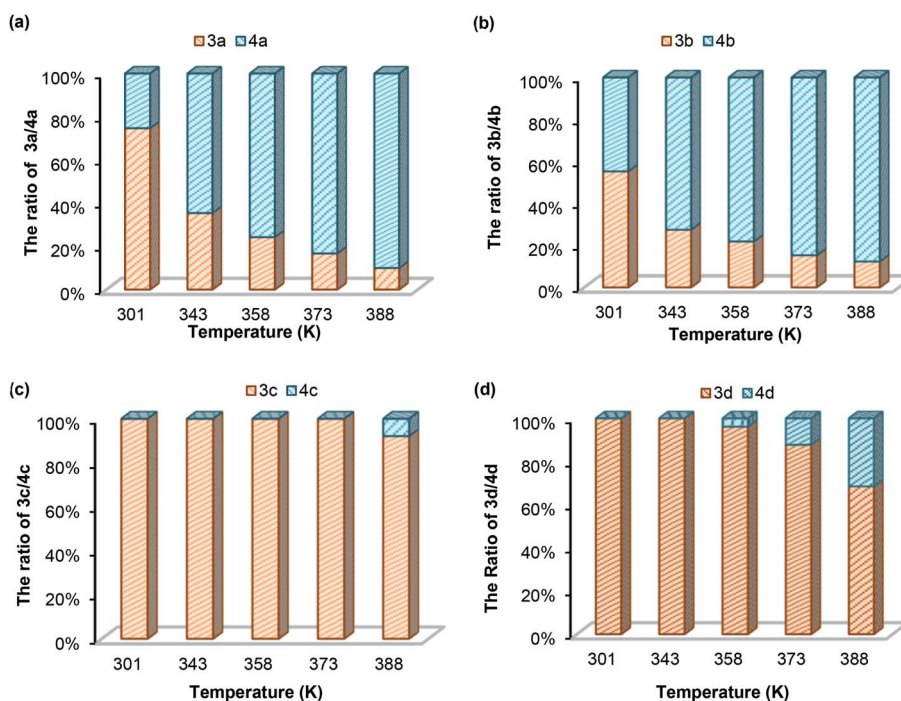 (a)
3a 4a
The ratio of 3a/4a
100%
80%
60%
40%
20%
0%
301 343 358 373 388
Temperature (K)
(b)
3b 4b
The ratio of 3b/4b
100%
80%
60%
40%
20%
0%
301 343 358 373 388
Temperature (K)
(c)
3c 4c
The ratio of 3c/4c
100%
80%
60%
40%
20%
0%
301 343 358 373 388
Temperature (K)
(d)
3d 4d
The Ratio of 3d/4d
100%
80%
60%
40%
20%
0%
301 343 358 373 388
Temperature (K)